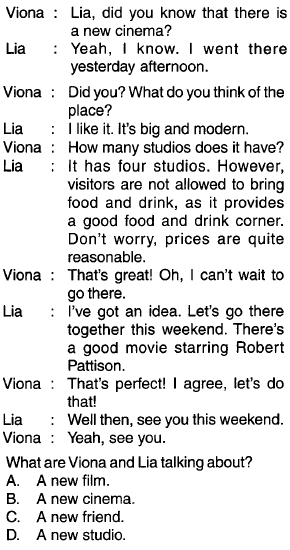 Viona : Lia, did you know that there is
a new cinema?
Lia : Yeah, I know. I went there
yesterday afternoon.
Viona : Did you? What do you think of the
place?
Lia : I like it. It's big and modern.
Viona : How many studios does it have?
Lia : It has four studios. However,
visitors are not allowed to bring
food and drink, as it provides
a good food and drink corner.
Don't worry, prices are quite
reasonable.
Viona : That's great! Oh, I can't wait to
go there.
Lia : I've got an idea. Let's go there
together this weekend. There's
a good movie starring Robert
Pattison.
Viona : That's perfect! I agree, let's do
that!
Lia : Well then, see you this weekend.
Viona : Yeah, see you.
What are Viona and Lia talking about?
A. A new film.
B. A new cinema.
C. A new friend.
D. A new studio.